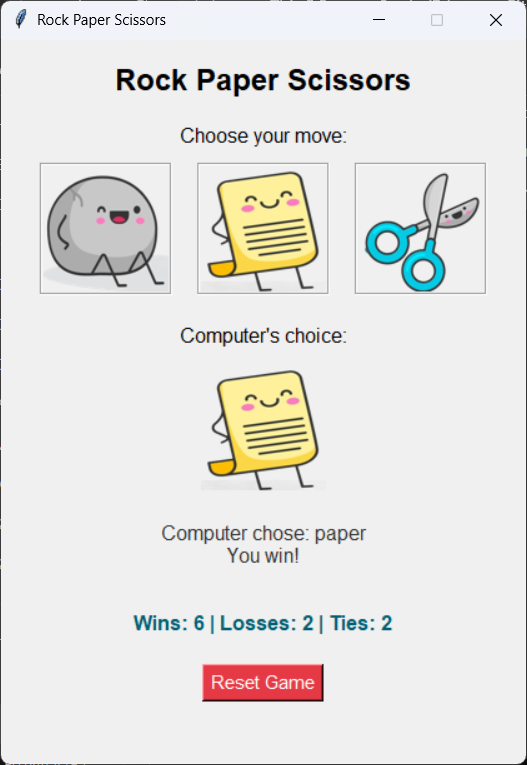 Rock Paper Scissors
Rock Paper Scissors
Choose your move:
Computer's choice:
Computer chose: paper
You win!
Wins: 6 | Losses: 2 | Ties: 2
Reset Game